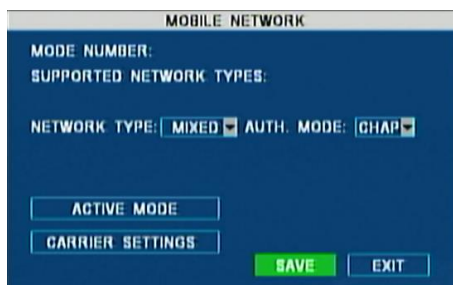 MOBILE NETWORK
MODE NUMBER:
SUPPORTED NETWORK TYPES:
NETWORK TYPE: MIXED AUTH. MODE: CHAP
ACTIVE MODE
CARRIER SETTINGS
SAVE EXIT